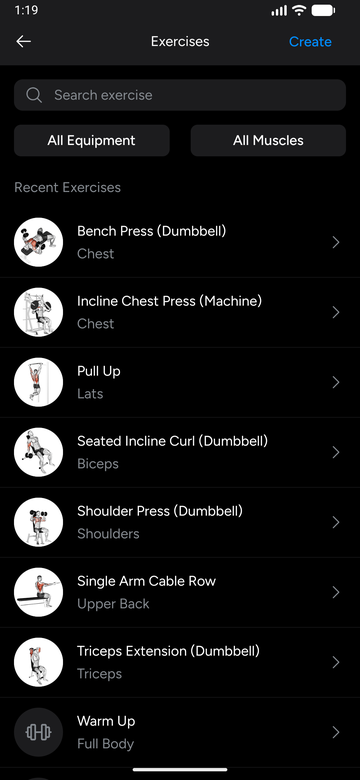 1:19
Exercises
Create
Search exercise
All Equipment
All Muscles
Recent Exercises
Bench Press (Dumbbell)
Chest
Incline Chest Press (Machine)
Chest
Pull Up
Lats
Seated Incline Curl (Dumbbell)
Biceps
Shoulder Press (Dumbbell)
Shoulders
Single Arm Cable Row
Upper Back
Triceps Extension (Dumbbell)
Triceps
Warm Up
Full Body